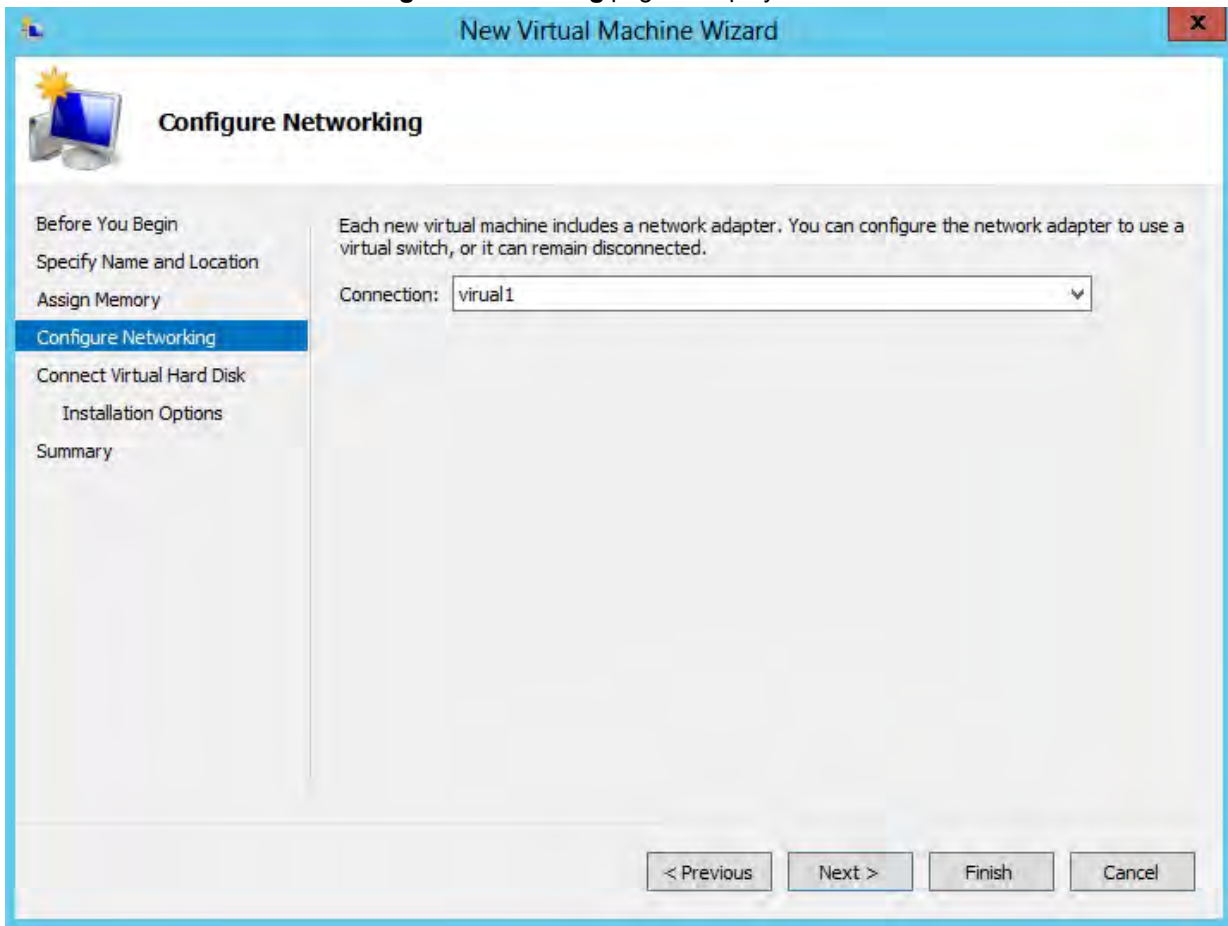 New Virtual Machine Wizard
x
Configure Networking
Before You Begin
Specify Name and Location
Assign Memory
Configure Networking
Connect Virtual Hard Disk
Installation Options
Summary
Each new virtual machine includes a network adapter. You can configure the network adapter to use a
virtual switch, or it can remain disconnected.
Connection: virual1
< Previous
Next >
Finish
Cancel